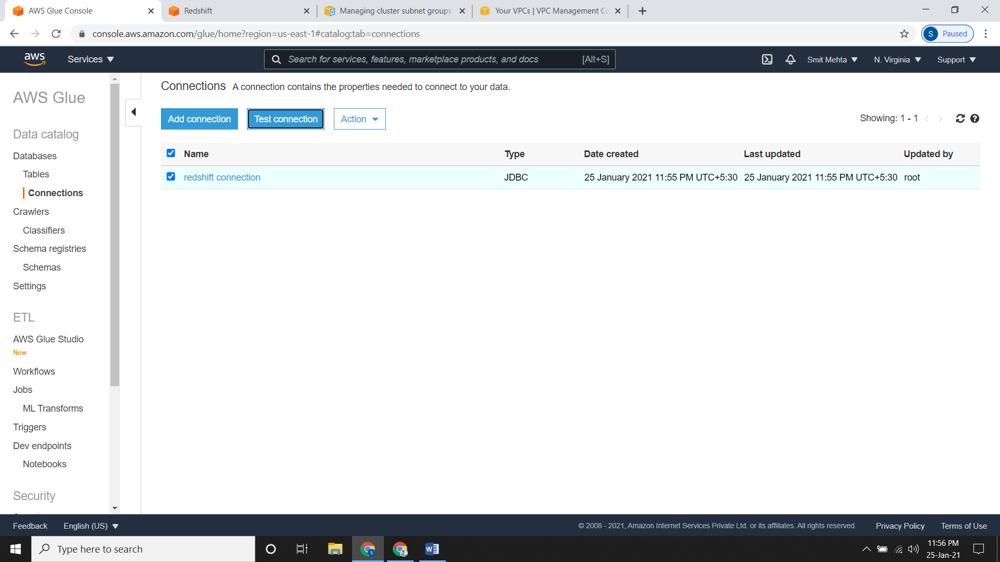 AWS Glue Console
Redshift
Managing cluster subnet groups
Your VPCs | VPC Management Co
console.aws.amazon.com/glue/home?region=us-east-1#catalog:tab=connections
S Paused
aws
Services
Search for services, features, marketplace products, and docs [Alt+S]
Smit Mehta
N. Virginia
Support
AWS Glue
Data catalog
Databases
Tables
Connections
Crawlers
Classifiers
Schema registries
Schemas
Settings
ETL
AWS Glue Studio
New
Workflows
Jobs
ML Transforms
Triggers
Dev endpoints
Notebooks
Security
Connections A connection contains the properties needed to connect to your data.
Add connection Test connection Action
Showing: 1 - 1
Name Type Date created Last updated Updated by
redshift connection JDBC 25 January 2021 11:55 PM UTC+5:30 25 January 2021 11:55 PM UTC+5:30 root
Feedback English (US)
© 2008 - 2021, Amazon Internet Services Private Ltd. or its affiliates. All rights reserved. Privacy Policy Terms of Use
Type here to search
11:56 PM
25-Jan-21